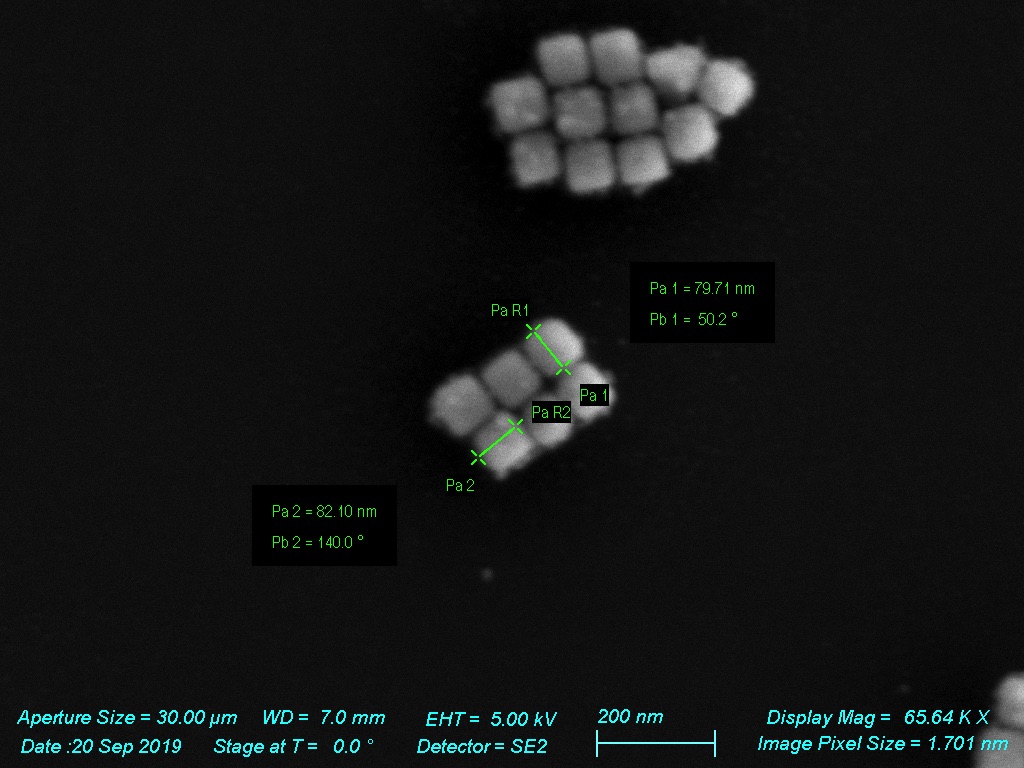 Pa 1 = 79.71 nm
Pb 1 = 50.2 °
Pa R1
Pa 1
Pa R2
Pa 2
Pa 2 = 82.10 nm
Pb 2 = 140.0 °
Aperture Size = 30.00 µm WD = 7.0 mm EHT = 5.00 kV 200 nm Display Mag = 65.64 K X
Date :20 Sep 2019 Stage at T = 0.0 ° Detector = SE2 Image Pixel Size = 1.701 nm